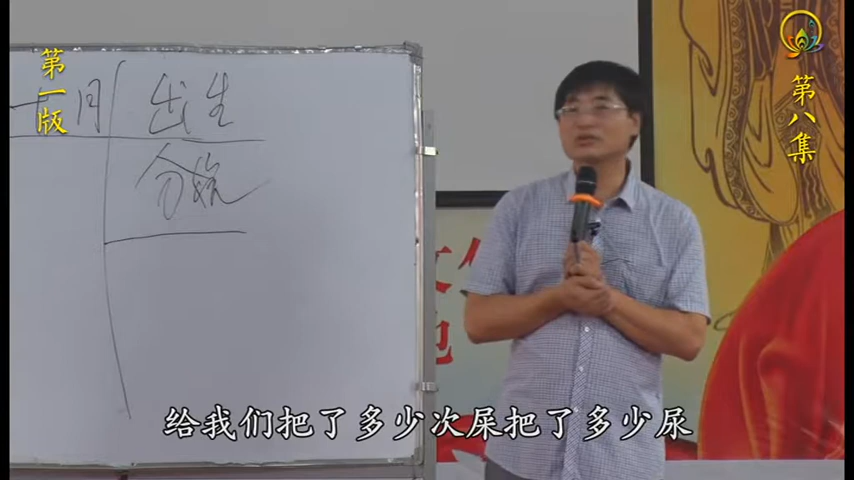 第一版
第八集
十月
出生
分娩
给我们把了多少次屎把了多少尿